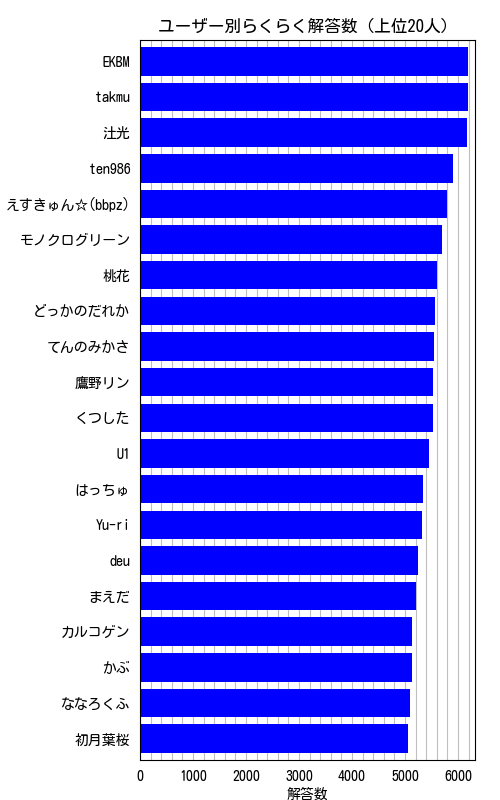 ユーザー別らくらく解答数 (上位20人)
EKBM
takmu
辻光
ten986
えすきゅん☆(bbpz)
モノクログリーン
桃花
どっかのだれか
てんのみかさ
鷹野リン
くつした
U1
はっちゅ
Yu-ri
deu
まえだ
カルコゲン
かぶ
ななろくふ
初月葉桜
0 1000 2000 3000 4000 5000 6000
解答数